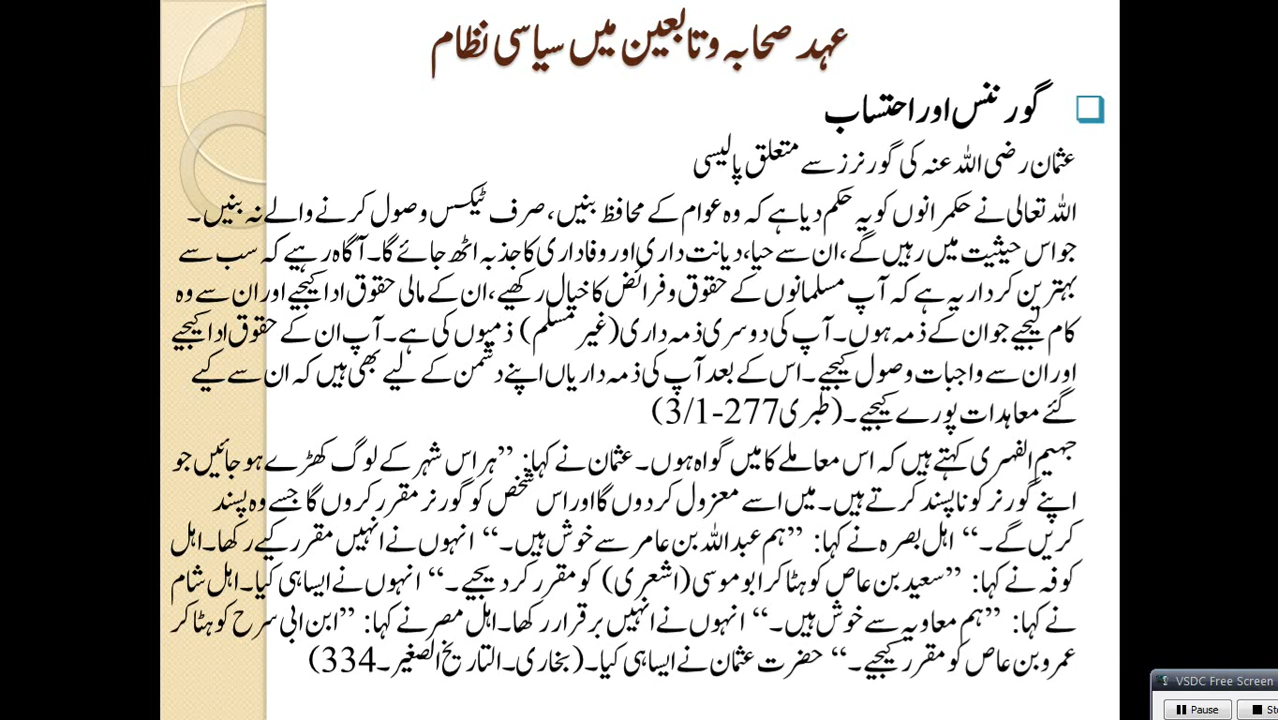 عہد صحابہ و تابعین میں سیاسی نظام
گورننس اور احتساب
عثمان رضی اللہ عنہ کی گورنرز سے متعلق پالیسی
اللہ تعالی نے حکمرانوں کو یہ حکم دیا ہے کہ وہ عوام کے محافظ بنیں، صرف ٹیکس وصول کرنے والے نہ بنیں۔
جو اس حیثیت میں رہیں گے، ان سے حیا، دیانت داری اور وفاداری کا جذبہ اٹھ جائے گا۔ آگاہ رہیے کہ سب سے
بہترین کردار یہ ہے کہ آپ مسلمانوں کے حقوق و فرائض کا خیال رکھیے، ان کے مالی حقوق ادا کیجیے اور ان سے وہ
کام لیجیے جو ان کے ذمہ ہوں۔ آپ کی دوسری ذمہ داری (غیر مسلم) ذمیوں کی ہے۔ آپ ان کے حقوق ادا کیجیے
اور ان سے واجبات وصول کیجیے۔ اس کے بعد آپ کی ذمہ داریاں اپنے دشمن کے لیے بھی ہیں کہ ان سے کیے
گئے معاہدات پورے کیجیے۔ (طبری 3/1-277)
جہیم الفہری کہتے ہیں کہ اس معاملے کا میں گواہ ہوں۔ عثمان نے کہا: ”ہر اس شہر کے لوگ کھڑے ہو جائیں جو
اپنے گورنر کو ناپسند کرتے ہیں۔ میں اسے معزول کر دوں گا اور اس شخص کو گورنر مقرر کروں گا جسے وہ پسند
کریں گے۔“ اہل بصرہ نے کہا: ”ہم عبداللہ بن عامر سے خوش ہیں۔“ انہوں نے انہیں مقرر کیے رکھا۔ اہل
کوفہ نے کہا: ”سعید بن عاص کو ہٹا کر ابو موسی (اشعری) کو مقرر کر دیجیے۔“ انہوں نے ایسا ہی کیا۔ اہل شام
نے کہا: ”ہم معاویہ سے خوش ہیں۔“ انہوں نے انہیں برقرار رکھا۔ اہل مصر نے کہا: ”ابن ابی سرح کو ہٹا کر
عمرو بن عاص کو مقرر کیجیے۔“ حضرت عثمان نے ایسا ہی کیا۔ (بخاری۔ التاریخ الصغیر۔ 334)
VSDC Free Screen
Pause